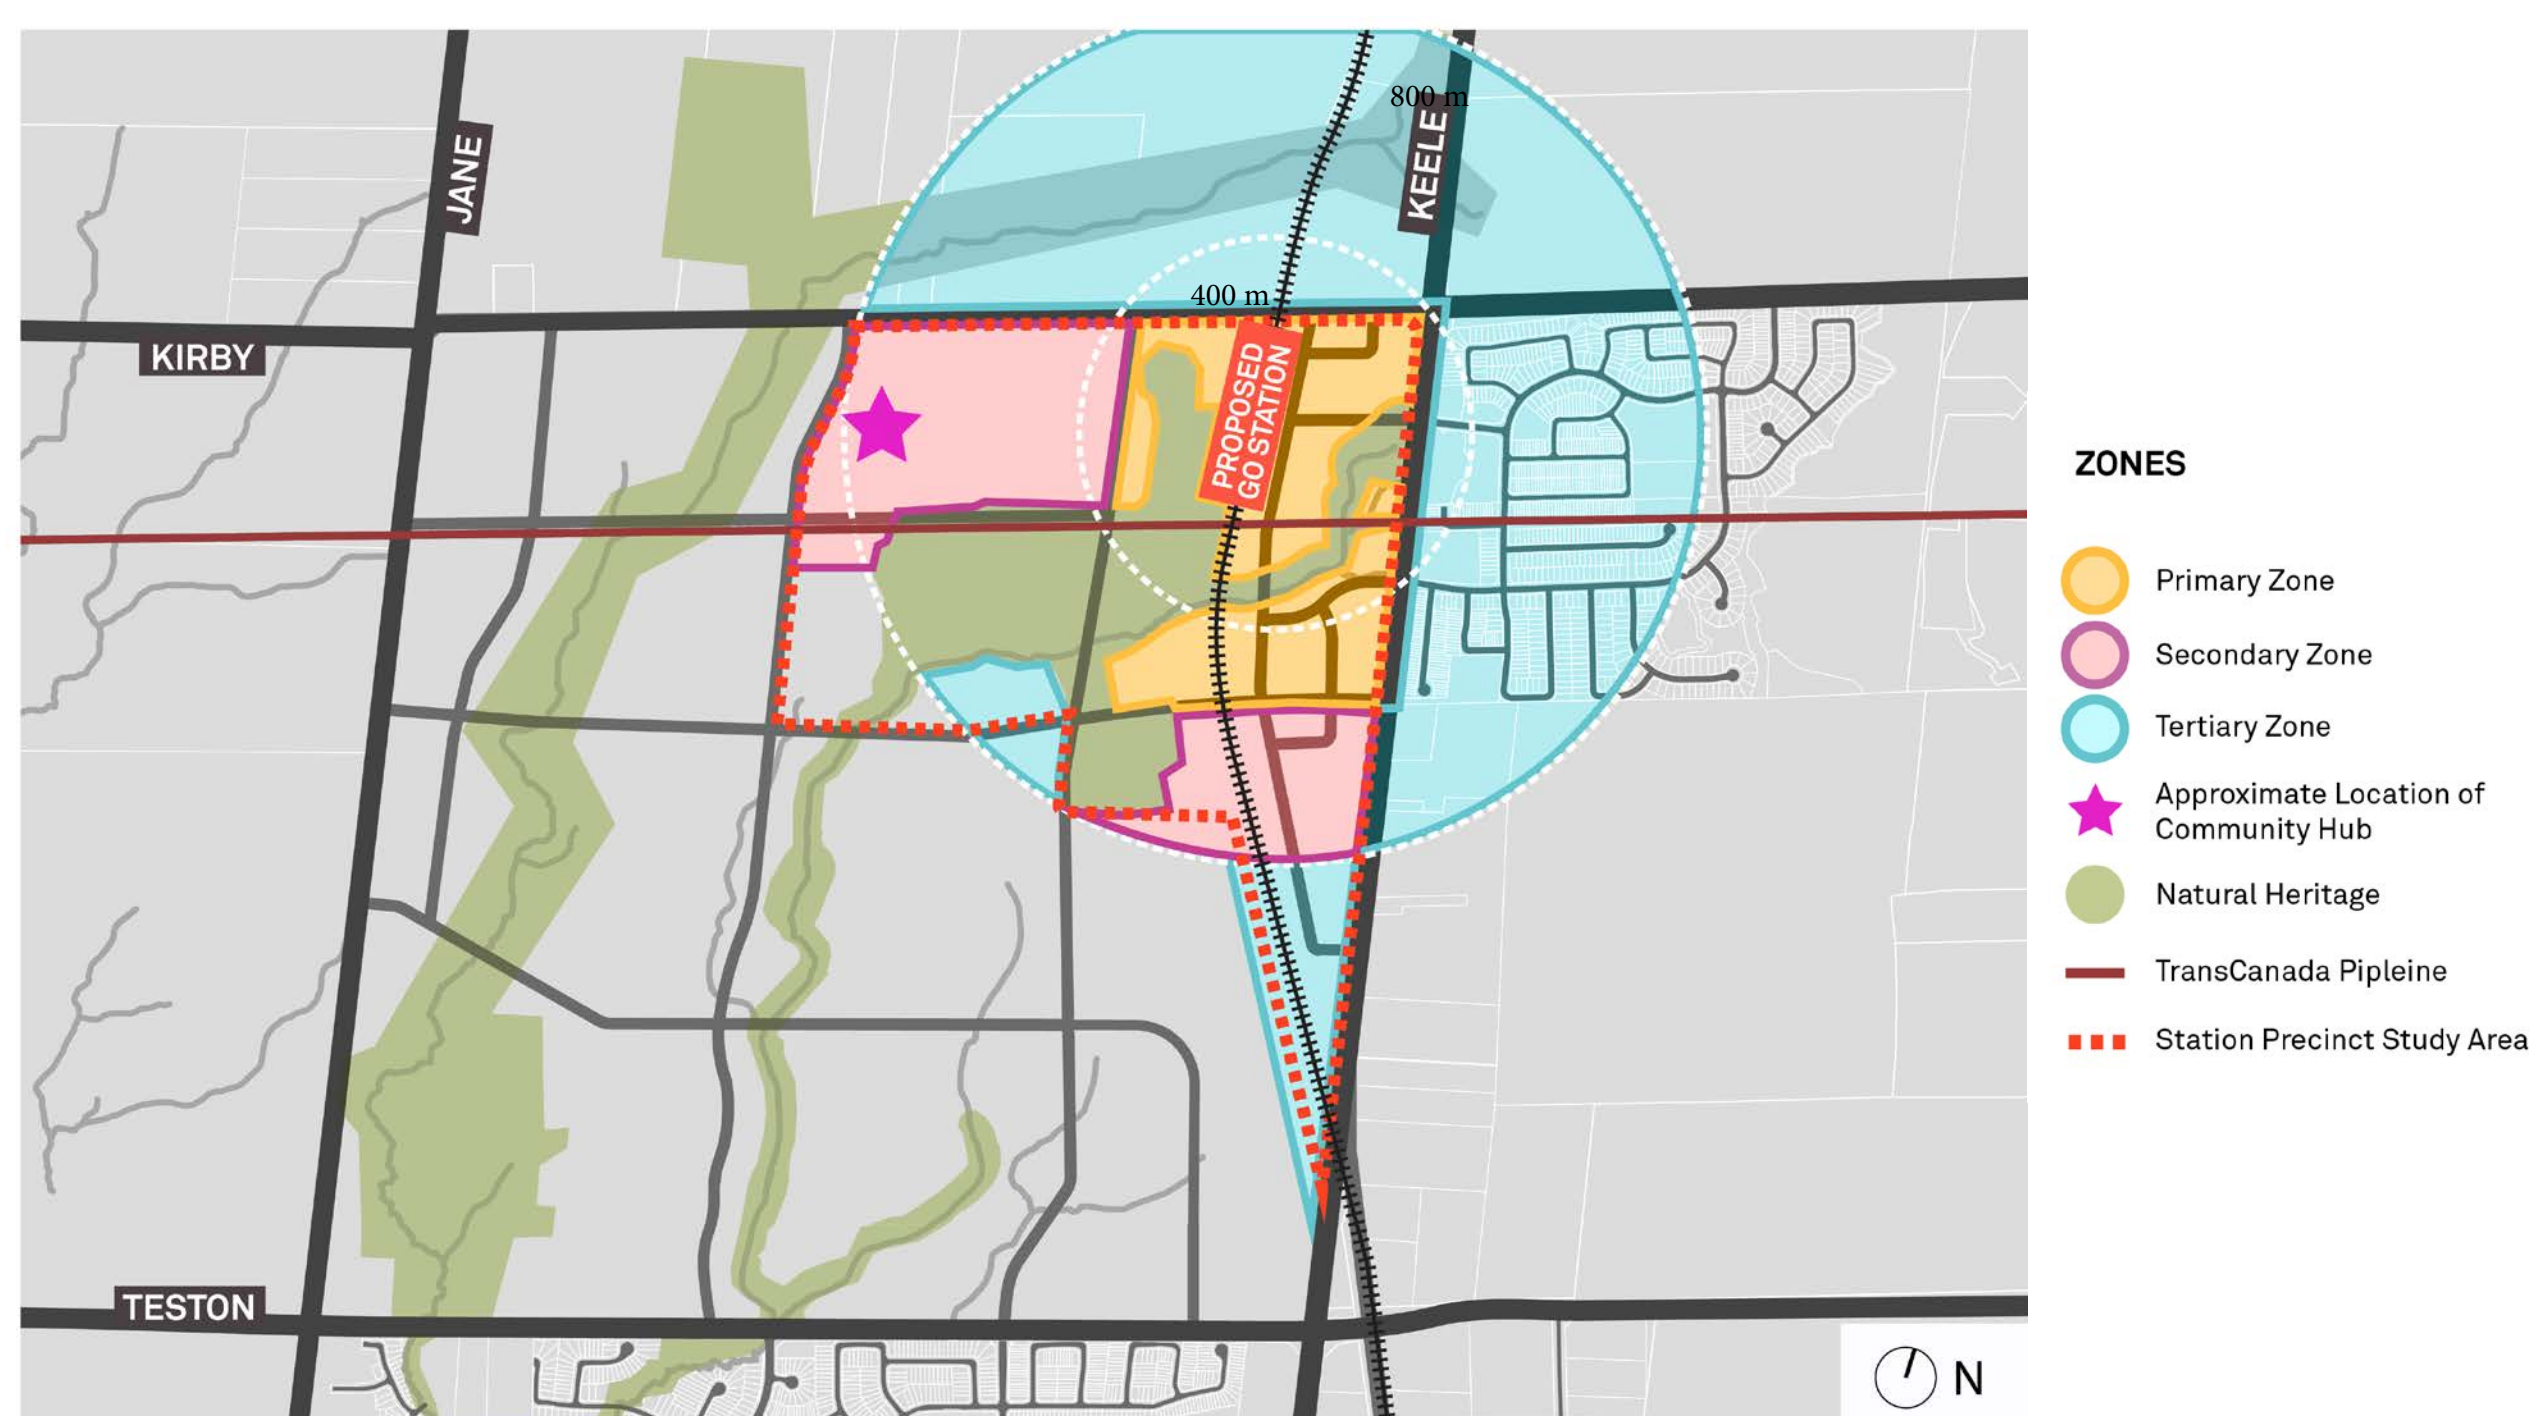 800 m
JANE
KEELE
400 m
KIRBY
PROPOSED
GO STATION
TESTON
N
ZONES
Primary Zone
Secondary Zone
Tertiary Zone
Approximate Location of
Community Hub
Natural Heritage
TransCanada Pipleine
Station Precinct Study Area